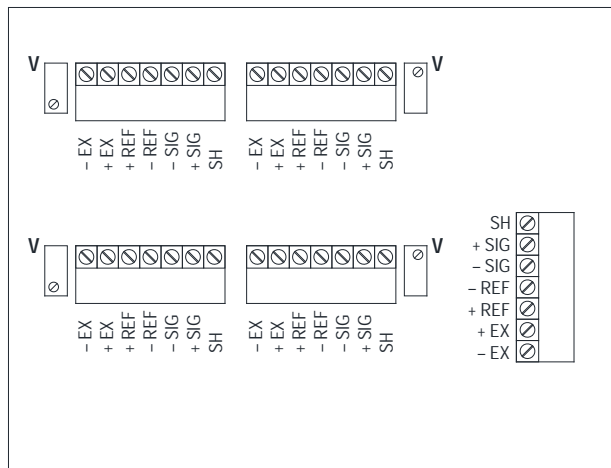 V V
– EX + EX + REF – REF – SIG + SIG SH – EX + EX + REF – REF – SIG + SIG SH
V V
– EX + EX + REF – REF – SIG + SIG SH – EX + EX + REF – REF – SIG + SIG SH
SH
+ SIG
– SIG
– REF
+ REF
+ EX
– EX